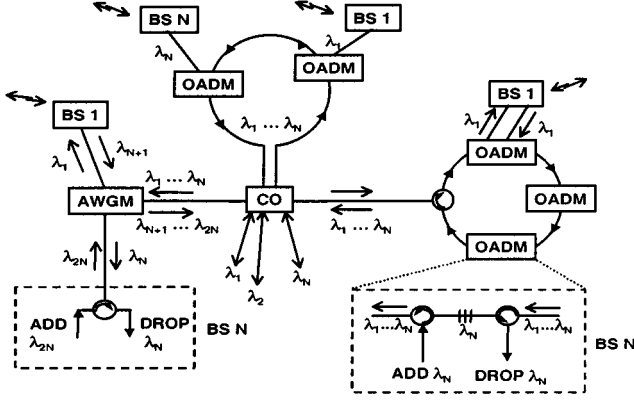 BS N
BS 1
λN
λ1
OADM
OADM
BS 1
BS 1
λ1 ... λN
λ1
λN+1
λ1
λ1
OADM
λ1 ... λN
AWGM
CO
OADM
λN+1 ... λ2N
λ1 ... λN
λ2N
λN
λ1
λ2
λN
OADM
ADD
DROP
BS N
λ2N
λN
λ1...λN
λN
λ1...λN
BS N
ADD λN
DROP λN